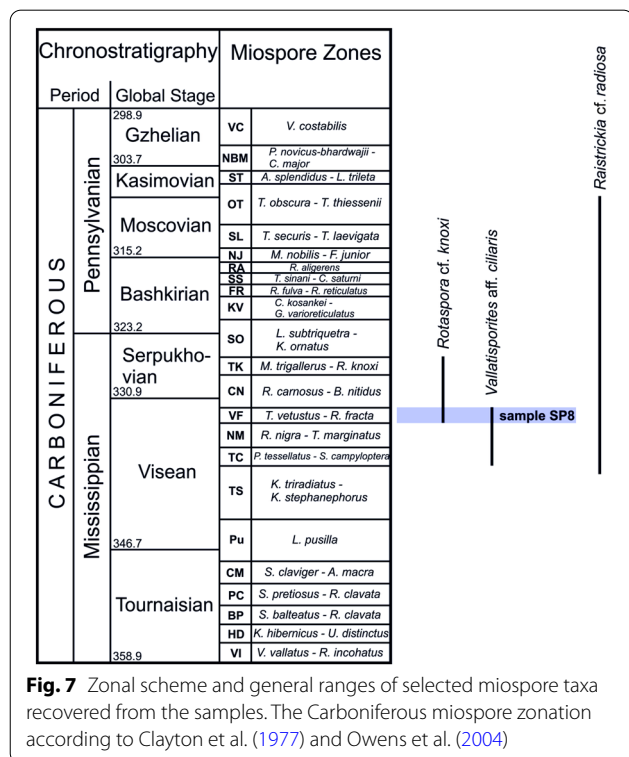 Chronostratigraphy
Miospore Zones
Period
Global Stage
CARBONIFEROUS
Pennsylvanian
Mississippian
298.9
Gzhelian
303.7
Kasimovian
Moscovian
315.2
Bashkirian
323.2
Serpukho-
vian
330.9
Visean
346.7
Tournaisian
358.9
VC V. costabilis
NBM P. novicus-bhardwajii -
C. major
ST A. splendidus - L. trileta
OT T. obscura - T. thiessenii
SL T. securis - T. laevigata
NJ M. nobilis - F. junior
RA R. aligerens
SS T. sinani - C. saturni
FR R. fulva - R. reticulatus
KV C. kosankei -
G. varioreticulatus
SO L. subtriquetra -
K. ornatus
TK M. trigallerus - R. knoxi
CN R. carnosus - B. nitidus
VF T. vetustus - R. fracta
NM R. nigra - T. marginatus
TC P. tessellatus - S. campyloptera
TS K. triradiatus -
K. stephanephorus
Pu L. pusilla
CM S. claviger - A. macra
PC S. pretiosus - R. clavata
BP S. balteatus - R. clavata
HD K. hibernicus - U. distinctus
VI V. vallatus - R. incohatus
Rotaspora cf. knoxi
Vallatisporites aff. ciliaris
Raistrickia cf. radiosa
sample SP8
Fig. 7 Zonal scheme and general ranges of selected miospore taxa
recovered from the samples. The Carboniferous miospore zonation
according to Clayton et al. (1977) and Owens et al. (2004)